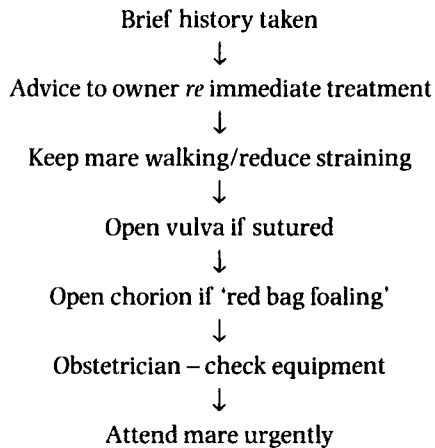 Brief history taken
↓
Advice to owner re immediate treatment
↓
Keep mare walking/reduce straining
↓
Open vulva if sutured
↓
Open chorion if ‘red bag foaling’
↓
Obstetrician – check equipment
↓
Attend mare urgently